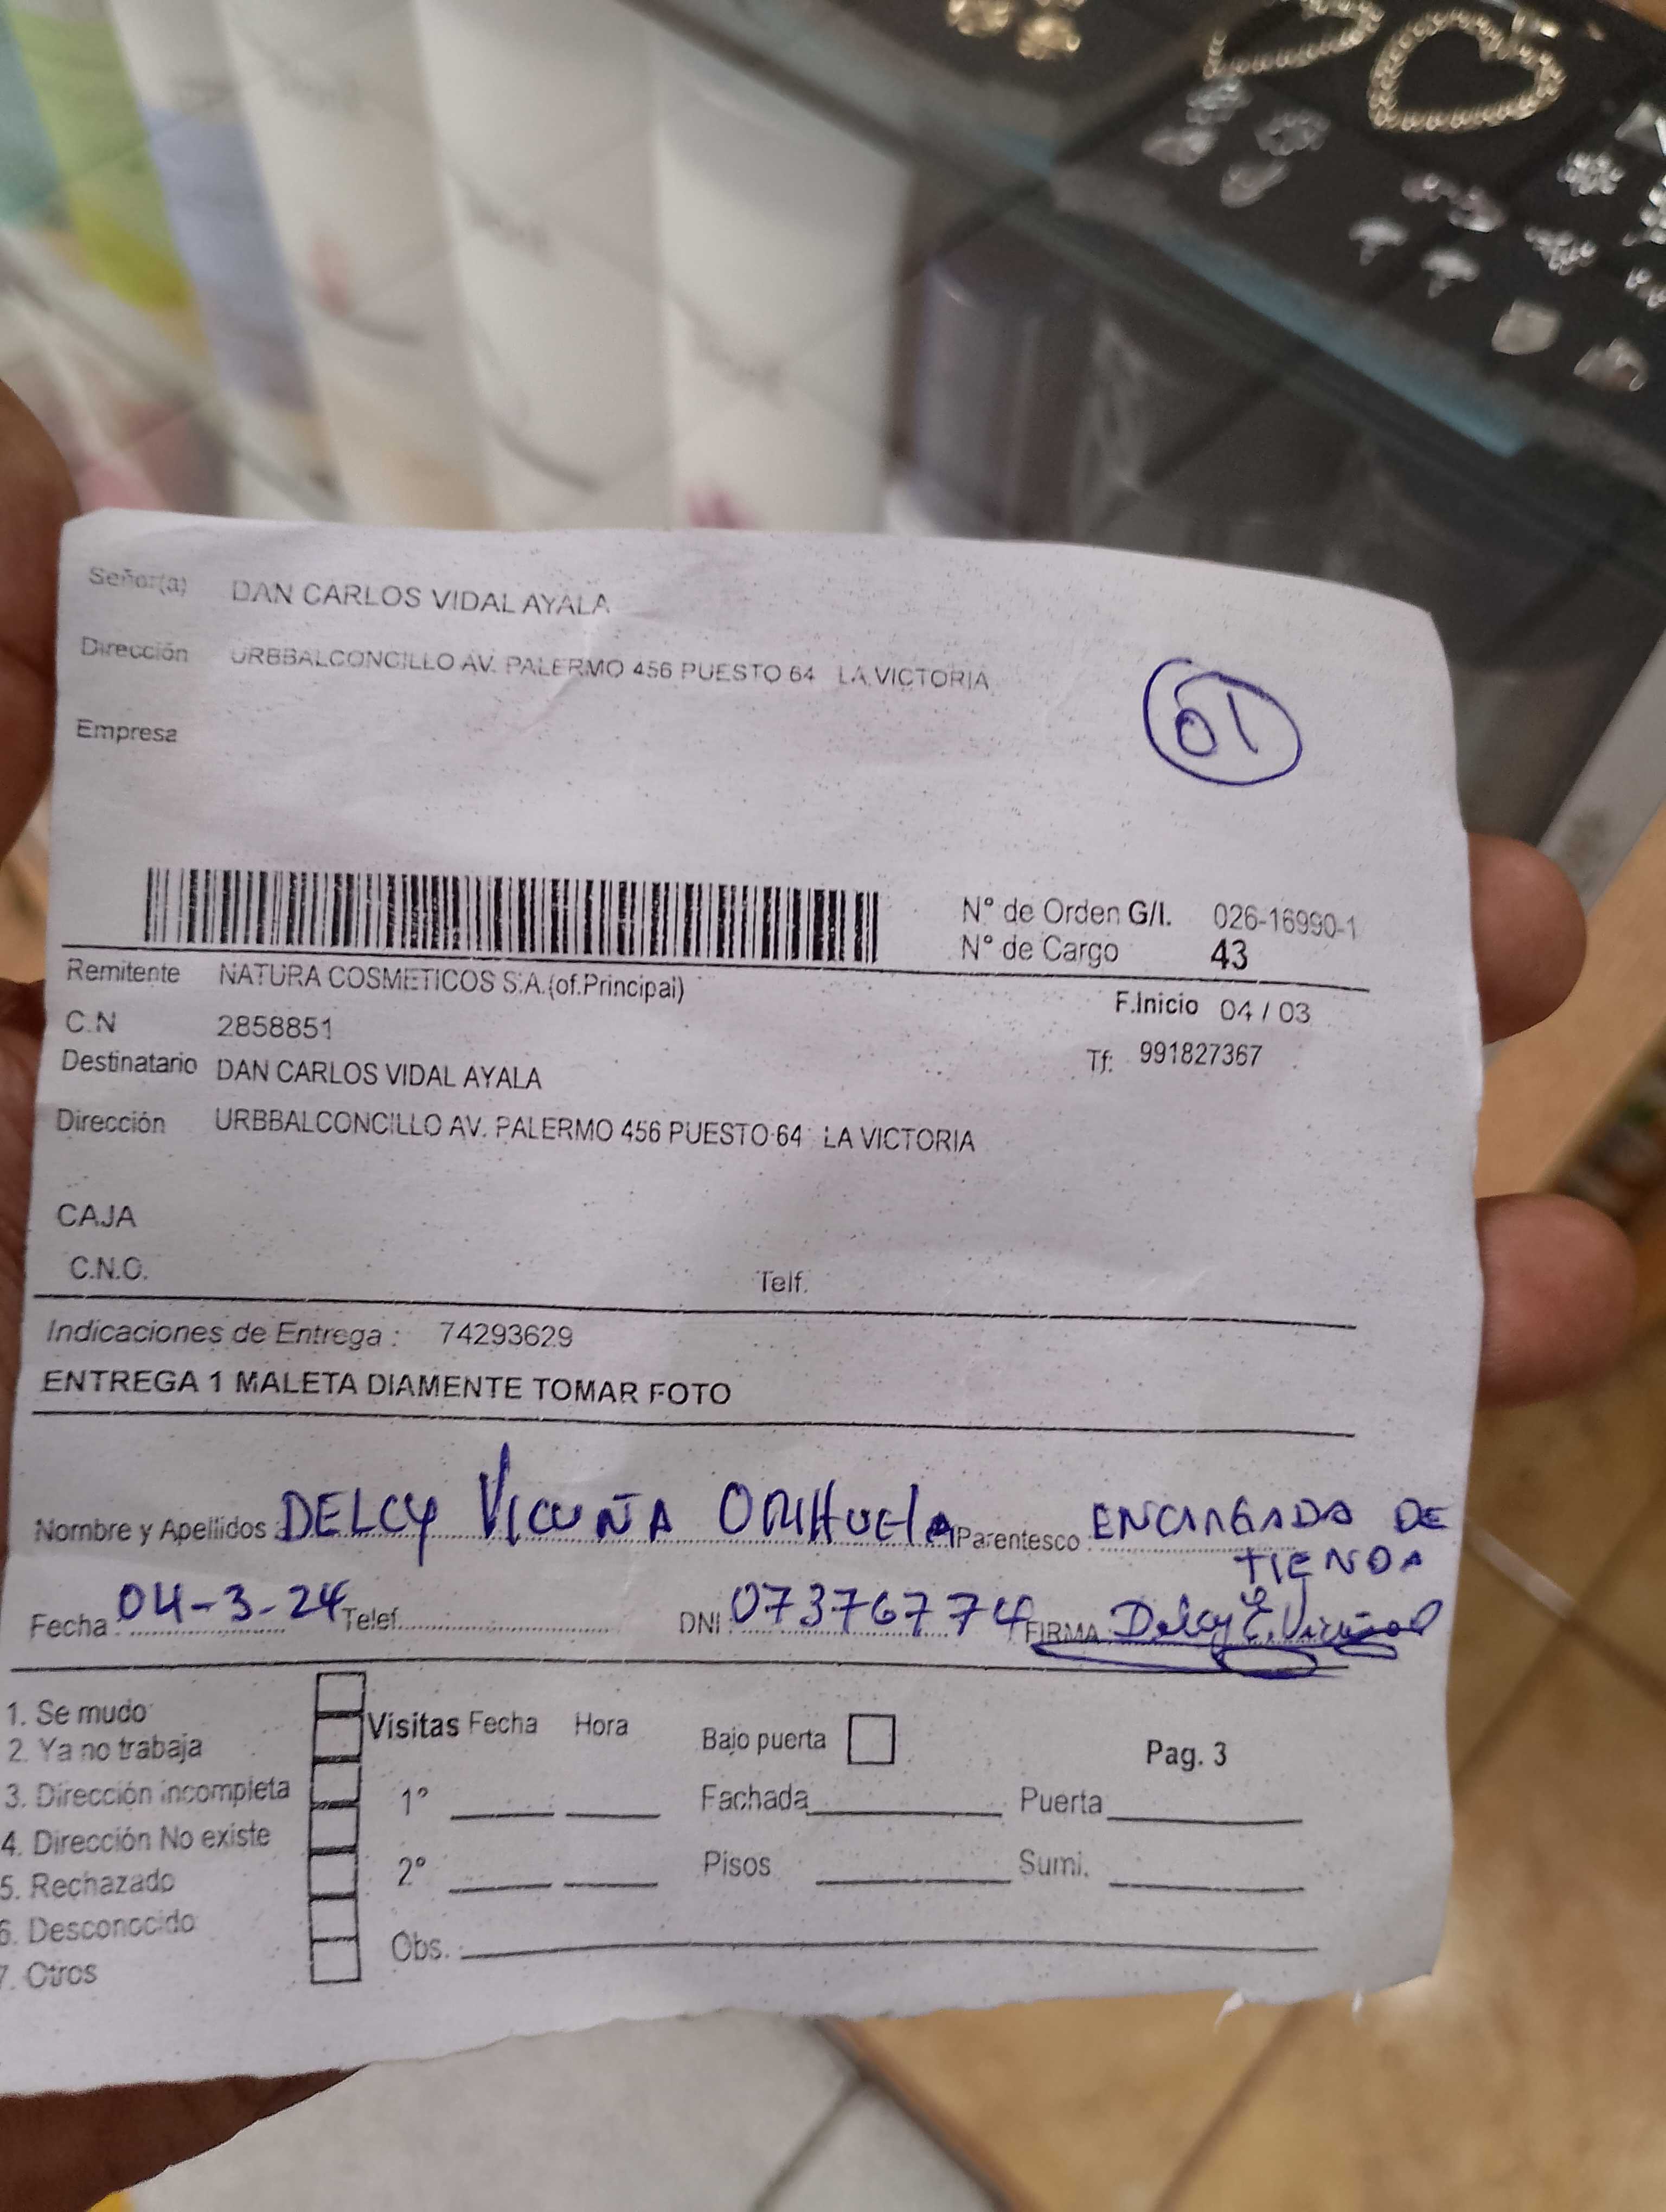 Señor(a) DAN CARLOS VIDAL AYALA
Dirección URBBALCONCILLO AV. PALERMO 456 PUESTO 64 LA VICTORIA
Empresa
01
Nº de Orden G/I. 026-16990-1
Nº de Cargo 43
Remitente NATURA COSMETICOS S.A.(of.Principal)
F.Inicio 04 / 03
C.N 2858851
Tf: 991827367
Destinatario DAN CARLOS VIDAL AYALA
Dirección URBBALCONCILLO AV. PALERMO 456 PUESTO 64 LA VICTORIA
CAJA
C.N.O. Telf.
Indicaciones de Entrega : 74293629
ENTREGA 1 MALETA DIAMENTE TOMAR FOTO
Nombre y Apellidos DELCY VICUÑA ORIHUELA Parentesco ENCARGADA DE
TIENDA
Fecha 04-3-24 Telef. DNI 07376774 FIRMA Delcy E. Vicuña O
1. Se mudo
2. Ya no trabaja
3. Dirección incompleta
4. Dirección No existe
5. Rechazado
6. Desconocido
7. Otros
Visitas Fecha Hora
1°
2°
Obs.
Bajo puerta
Pag. 3
Fachada Puerta
Pisos Sumi.